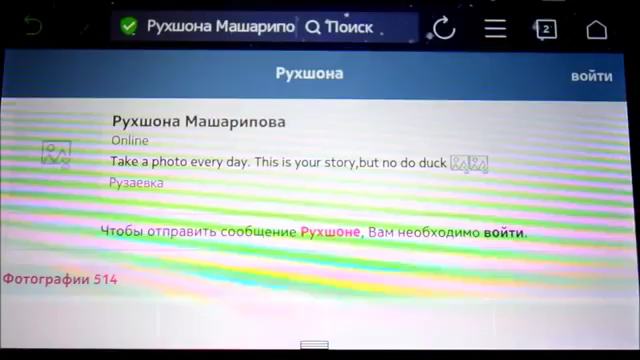 Рухшона Машарипо
Поиск
2
Рухшона
войти
Рухшона Машарипова
Online
Take a photo every day. This is your story,but no do duck
Рузаевка
Чтобы отправить сообщение Рухшоне, Вам необходимо войти.
Фотографии 514